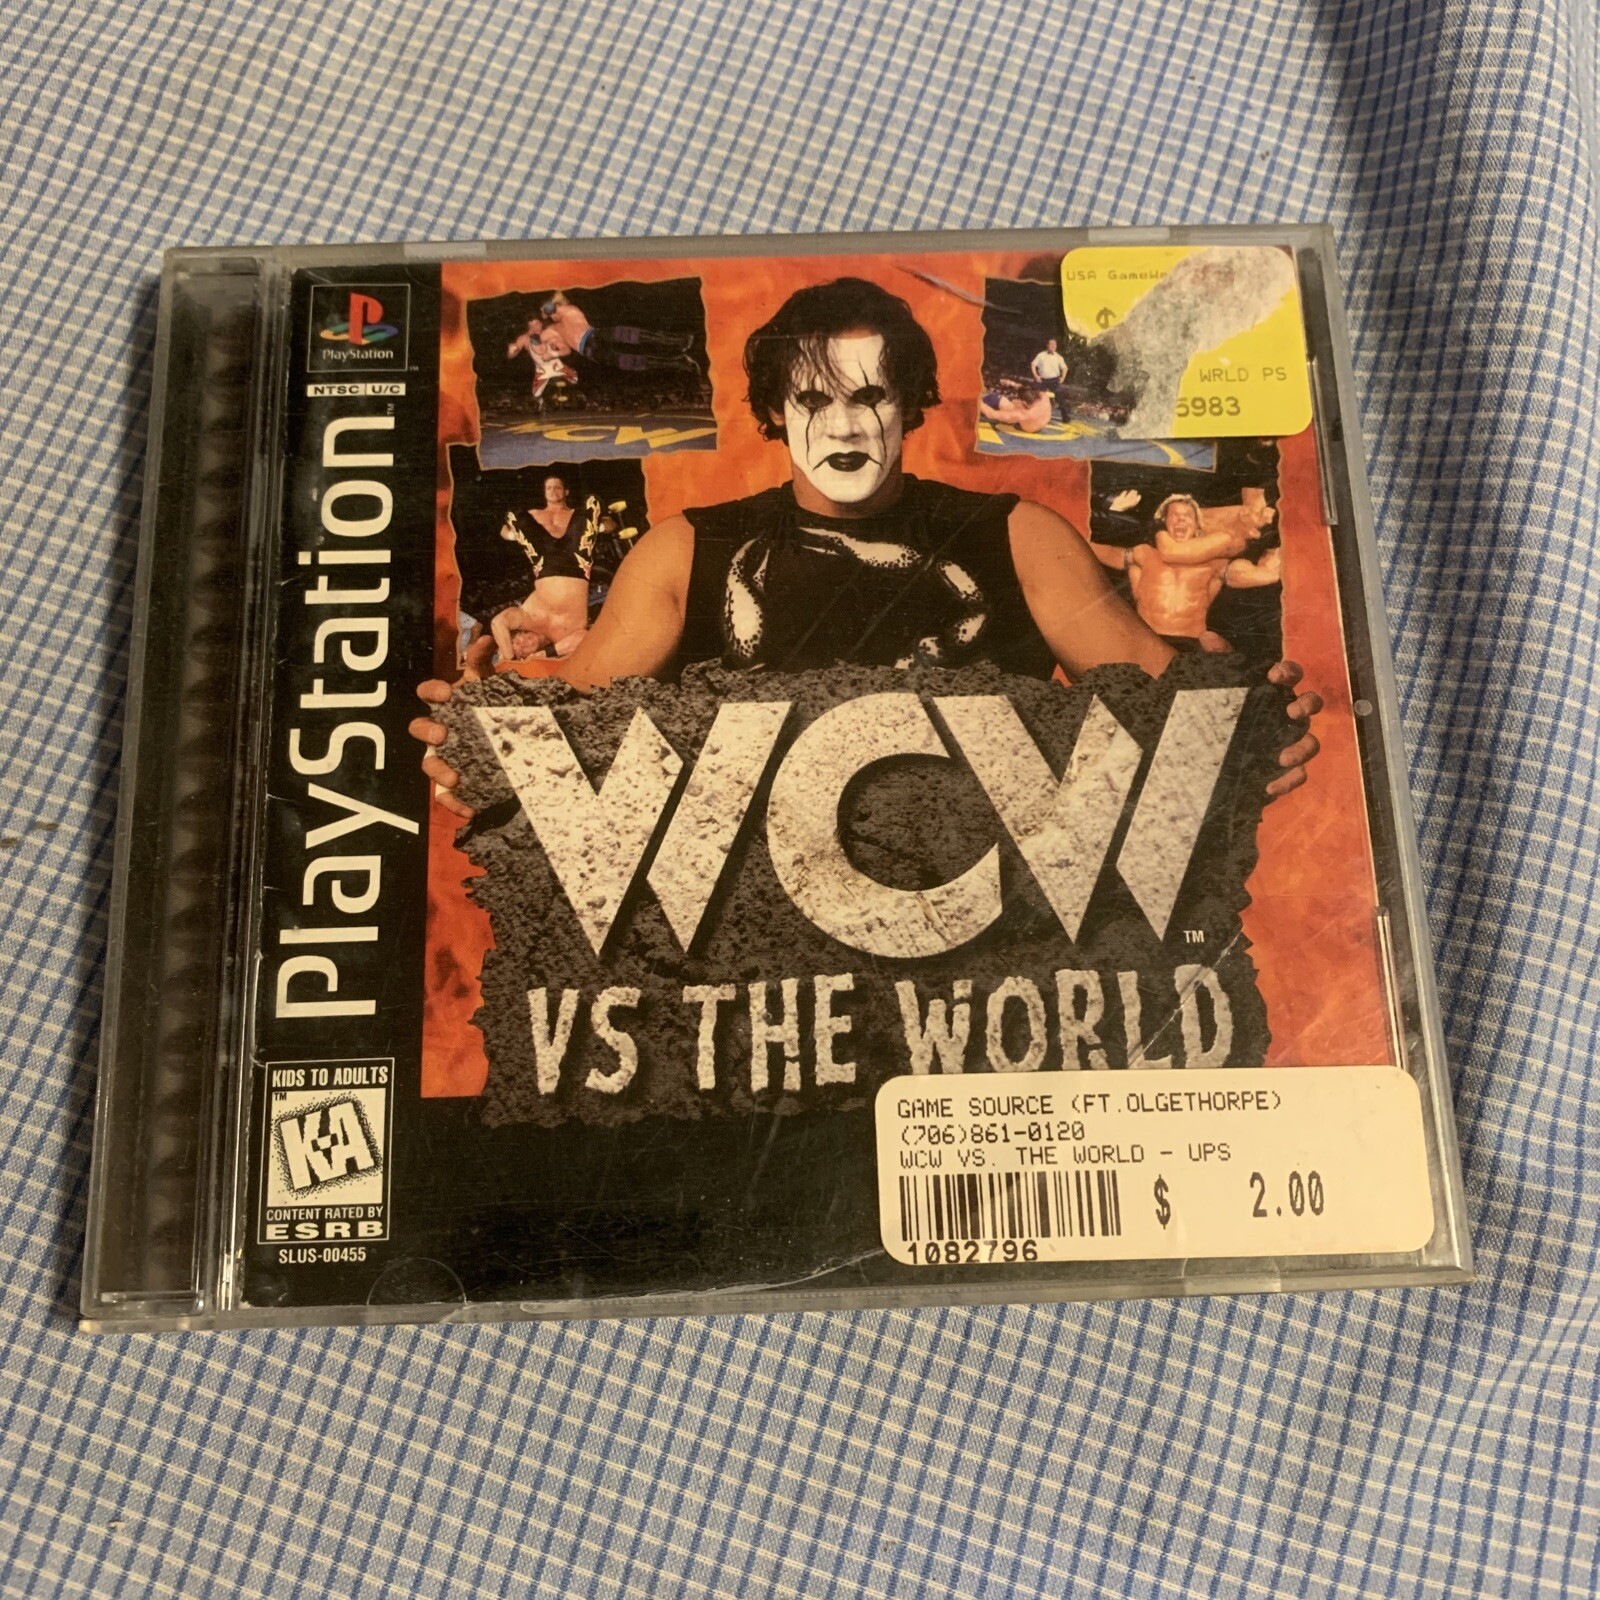 PlayStation
NTSC U/C
PlayStation
KIDS TO ADULTS
K-A
CONTENT RATED BY
ESRB
SLUS-00455
USA
WRLD PS
5983
WCW
WCW
VS THE WORLD
GAME SOURCE (FT.OLGETHORPE)
(706)861-0120
WCW VS. THE WORLD - UPS
$ 2.00
1082796